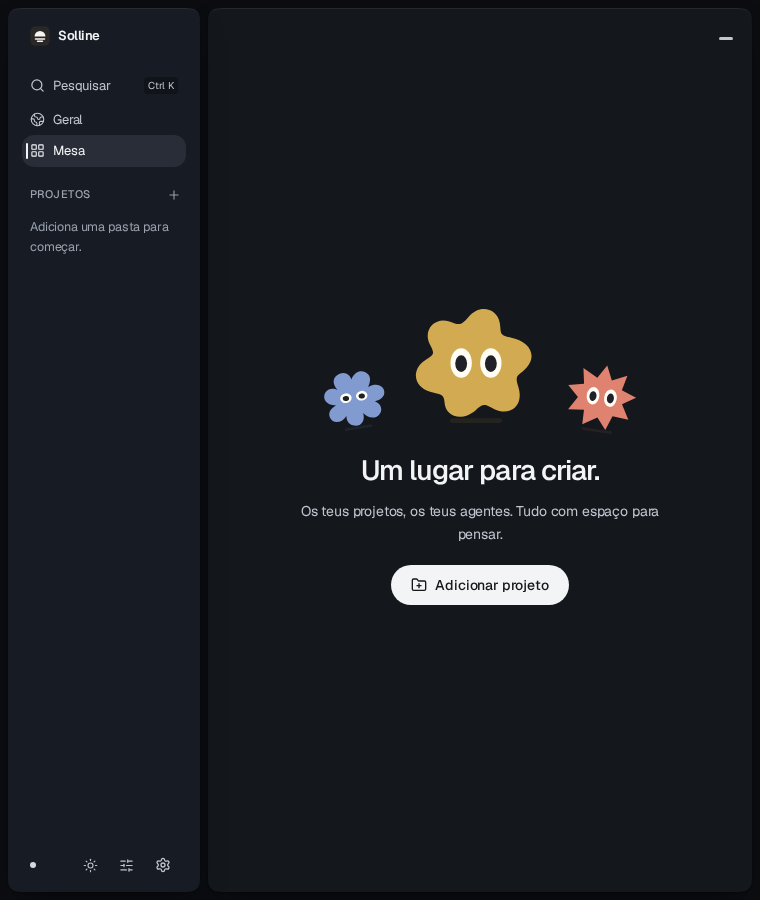 Solline
Pesquisar
Ctrl K
Geral
Mesa
PROJETOS
Adiciona uma pasta para
começar.
Um lugar para criar.
Os teus projetos, os teus agentes. Tudo com espaço para
pensar.
Adicionar projeto